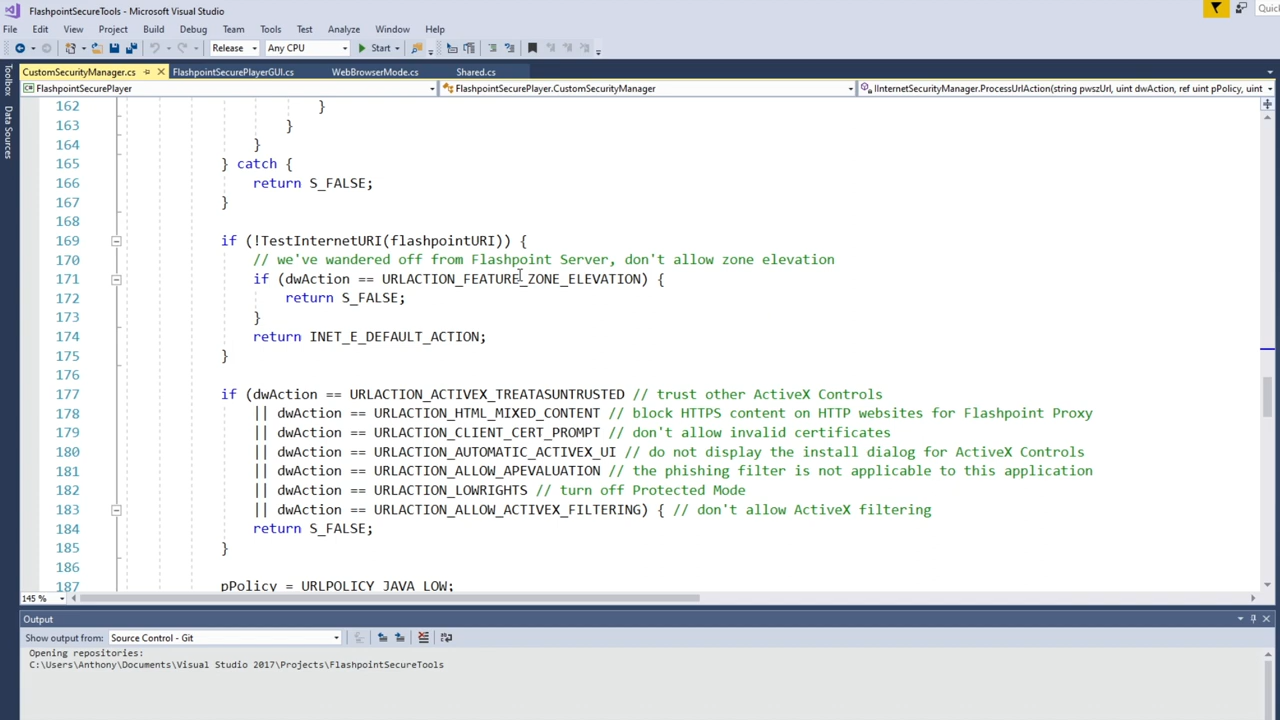 FlashpointSecureTools - Microsoft Visual Studio
Quic
File Edit View Project Build Debug Team Tools Test Analyze Window Help
Release Any CPU Start
CustomSecurityManager.cs FlashpointSecurePlayerGUI.cs WebBrowserMode.cs Shared.cs
FlashpointSecurePlayer FlashpointSecurePlayer.CustomSecurityManager IInternetSecurityManager.ProcessUrlAction(string pwszUrl, uint dwAction, ref uint pPolicy, uint
Toolbox
Data Sources
162 }
163 }
164 }
165 } catch {
166 return S_FALSE;
167 }
168
169 if (!TestInternetURI(flashpointURI)) {
170 // we've wandered off from Flashpoint Server, don't allow zone elevation
171 if (dwAction == URLACTION_FEATURE_ZONE_ELEVATION) {
172 return S_FALSE;
173 }
174 return INET_E_DEFAULT_ACTION;
175 }
176
177 if (dwAction == URLACTION_ACTIVEX_TREATASUNTRUSTED // trust other ActiveX Controls
178 || dwAction == URLACTION_HTML_MIXED_CONTENT // block HTTPS content on HTTP websites for Flashpoint Proxy
179 || dwAction == URLACTION_CLIENT_CERT_PROMPT // don't allow invalid certificates
180 || dwAction == URLACTION_AUTOMATIC_ACTIVEX_UI // do not display the install dialog for ActiveX Controls
181 || dwAction == URLACTION_ALLOW_APEVALUATION // the phishing filter is not applicable to this application
182 || dwAction == URLACTION_LOWRIGHTS // turn off Protected Mode
183 || dwAction == URLACTION_ALLOW_ACTIVEX_FILTERING) { // don't allow ActiveX filtering
184 return S_FALSE;
185 }
186
187 pPolicy = URLPOLICY_JAVA_LOW;
145 %
Output
Show output from: Source Control - Git
Opening repositories:
C:\Users\Anthony\Documents\Visual Studio 2017\Projects\FlashpointSecureTools